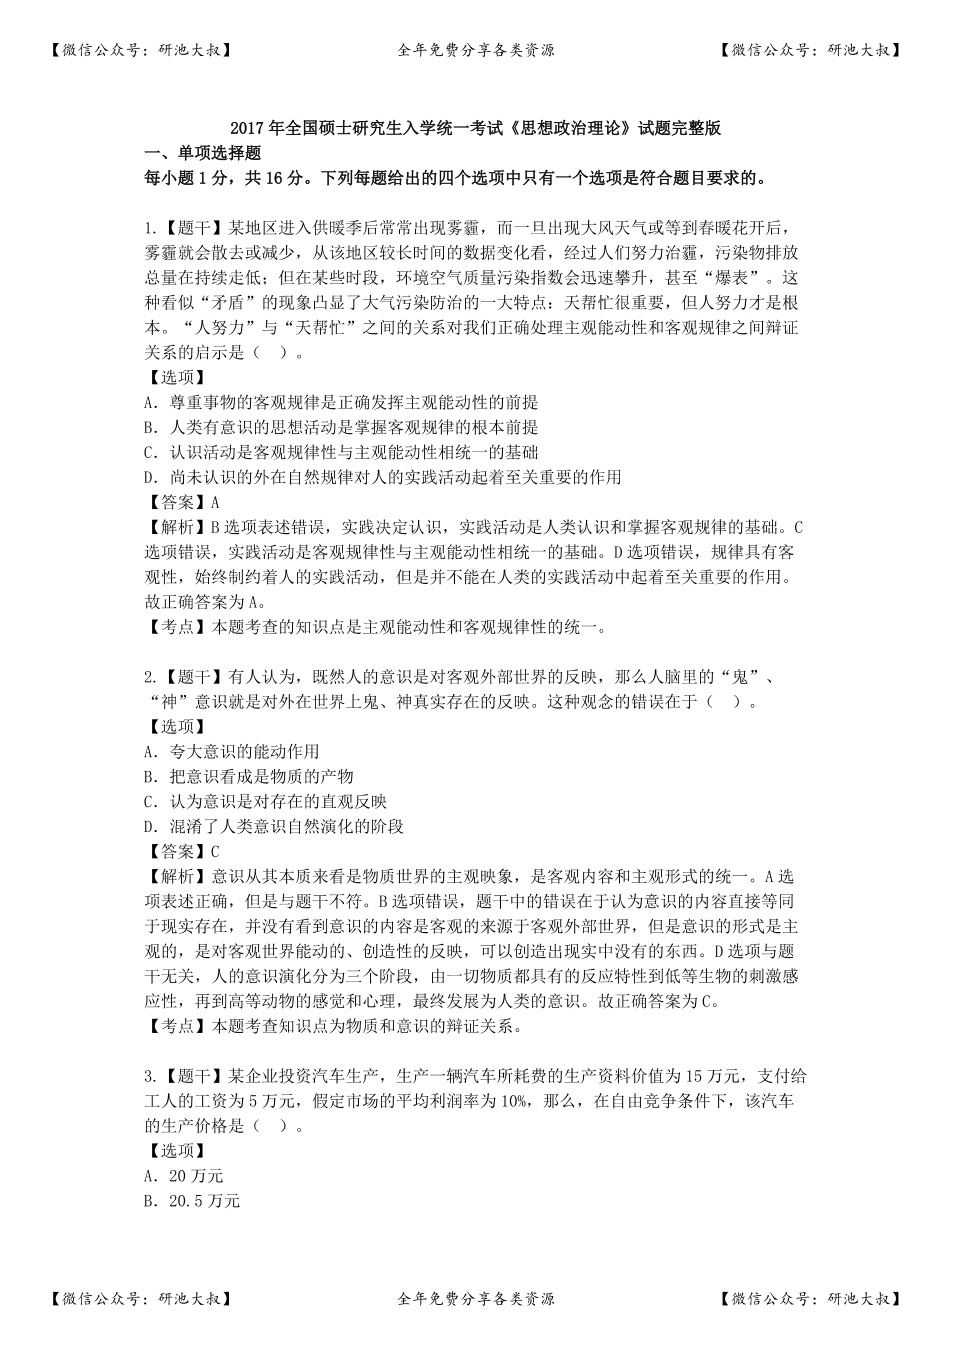 【微信公众号：研池大叔】 全年免费分享各类资源 【微信公众号：研池大叔】
2017 年全国硕士研究生入学统一考试《思想政治理论》试题完整版
一、单项选择题
每小题 1 分，共 16 分。下列每题给出的四个选项中只有一个选项是符合题目要求的。
1.【题干】某地区进入供暖季后常常出现雾霾，而一旦出现大风天气或等到春暖花开后，
雾霾就会散去或减少，从该地区较长时间的数据变化看，经过人们努力治霾，污染物排放
总量在持续走低；但在某些时段，环境空气质量污染指数会迅速攀升，甚至“爆表”。这
种看似“矛盾”的现象凸显了大气污染防治的一大特点：天帮忙很重要，但人努力才是根
本。“人努力”与“天帮忙”之间的关系对我们正确处理主观能动性和客观规律之间辩证
关系的启示是（ ）。
【选项】
A．尊重事物的客观规律是正确发挥主观能动性的前提
B．人类有意识的思想活动是掌握客观规律的根本前提
C．认识活动是客观规律性与主观能动性相统一的基础
D．尚未认识的外在自然规律对人的实践活动起着至关重要的作用
【答案】A
【解析】B 选项表述错误，实践决定认识，实践活动是人类认识和掌握客观规律的基础。C
选项错误，实践活动是客观规律性与主观能动性相统一的基础。D 选项错误，规律具有客
观性，始终制约着人的实践活动，但是并不能在人类的实践活动中起着至关重要的作用。
故正确答案为 A。
【考点】本题考查的知识点是主观能动性和客观规律性的统一。
2.【题干】有人认为，既然人的意识是对客观外部世界的反映，那么人脑里的“鬼”、
“神”意识就是对外在世界上鬼、神真实存在的反映。这种观念的错误在于（ ）。
【选项】
A．夸大意识的能动作用
B．把意识看成是物质的产物
C．认为意识是对存在的直观反映
D．混淆了人类意识自然演化的阶段
【答案】C
【解析】意识从其本质来看是物质世界的主观映象，是客观内容和主观形式的统一。A 选
项表述正确，但是与题干不符。B 选项错误，题干中的错误在于认为意识的内容直接等同
于现实存在，并没有看到意识的内容是客观的来源于客观外部世界，但是意识的形式是主
观的，是对客观世界能动的、创造性的反映，可以创造出现实中没有的东西。D 选项与题
干无关，人的意识演化分为三个阶段，由一切物质都具有的反应特性到低等生物的刺激感
应性，再到高等动物的感觉和心理，最终发展为人类的意识。故正确答案为 C。
【考点】本题考查知识点为物质和意识的辩证关系。
3.【题干】某企业投资汽车生产，生产一辆汽车所耗费的生产资料价值为 15 万元，支付给
工人的工资为 5 万元，假定市场的平均利润率为 10%，那么，在自由竞争条件下，该汽车
的生产价格是（ ）。
【选项】
A．20 万元
B．20.5 万元
【微信公众号：研池大叔】 全年免费分享各类资源 【微信公众号：研池大叔】